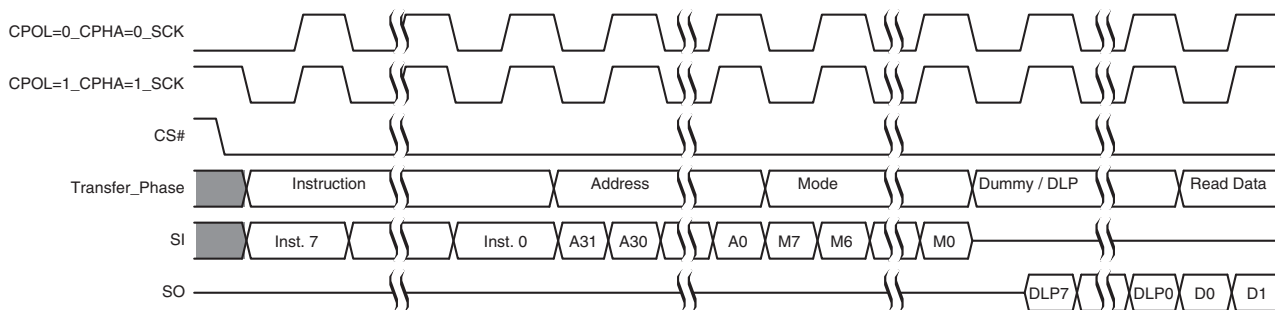 CPOL=0_CPHA=0_SCK
CPOL=1_CPHA=1_SCK
CS#
Transfer_Phase Instruction Address Mode Dummy / DLP Read Data
SI Inst. 7 Inst. 0 A31 A30 A0 M7 M6 M0
SO DLP7 DLP0 D0 D1